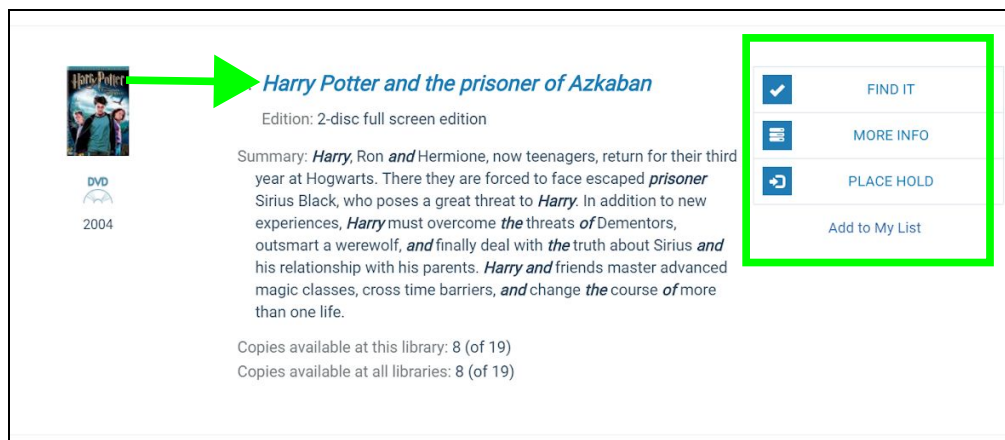 Harry Potter
Harry Potter and the prisoner of Azkaban
Edition: 2-disc full screen edition
Summary: Harry, Ron and Hermione, now teenagers, return for their third
year at Hogwarts. There they are forced to face escaped prisoner
Sirius Black, who poses a great threat to Harry. In addition to new
experiences, Harry must overcome the threats of Dementors,
outsmart a werewolf, and finally deal with the truth about Sirius and
his relationship with his parents. Harry and friends master advanced
magic classes, cross time barriers, and change the course of more
than one life.
Copies available at this library: 8 (of 19)
Copies available at all libraries: 8 (of 19)
DVD
2004
FIND IT
MORE INFO
PLACE HOLD
Add to My List